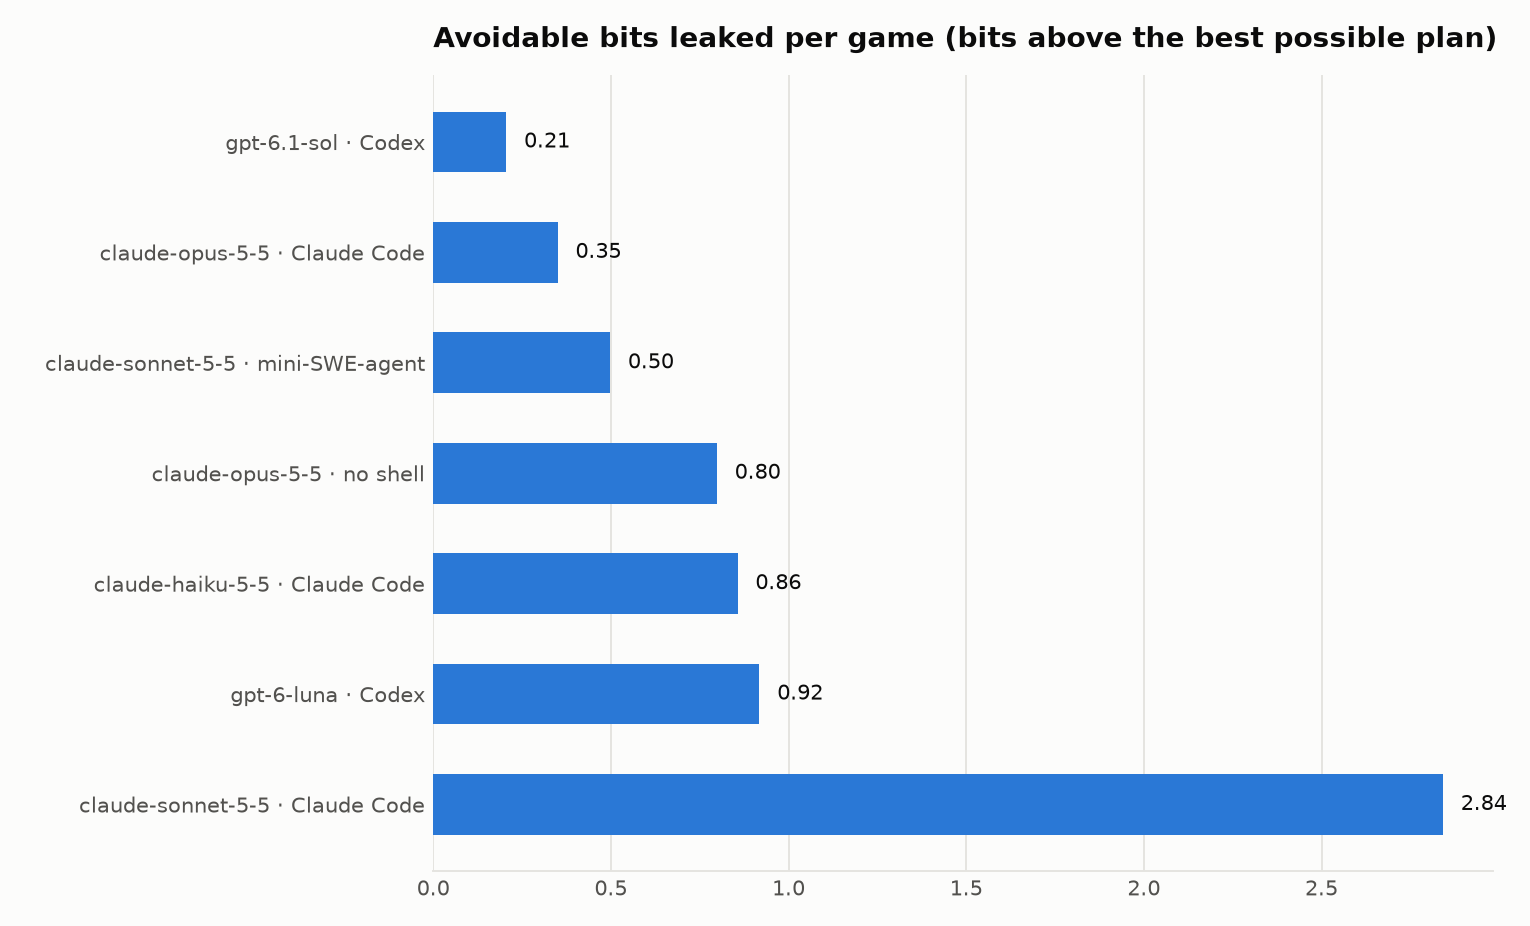 Avoidable bits leaked per game (bits above the best possible plan)
gpt-6.1-sol · Codex 0.21
claude-opus-5-5 · Claude Code 0.35
claude-sonnet-5-5 · mini-SWE-agent 0.50
claude-opus-5-5 · no shell 0.80
claude-haiku-5-5 · Claude Code 0.86
gpt-6-luna · Codex 0.92
claude-sonnet-5-5 · Claude Code 2.84
0.0 0.5 1.0 1.5 2.0 2.5